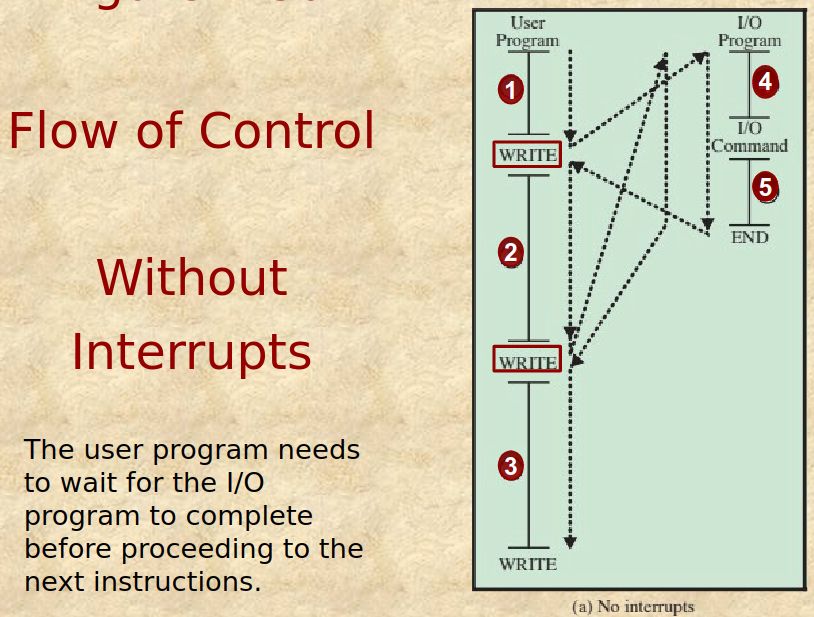 Flow of Control
Without
Interrupts
The user program needs
to wait for the I/O
program to complete
before proceeding to the
next instructions.
User
Program
I/O
Program
1
4
I/O
Command
WRITE
5
2
END
WRITE
3
WRITE
(a) No interrupts